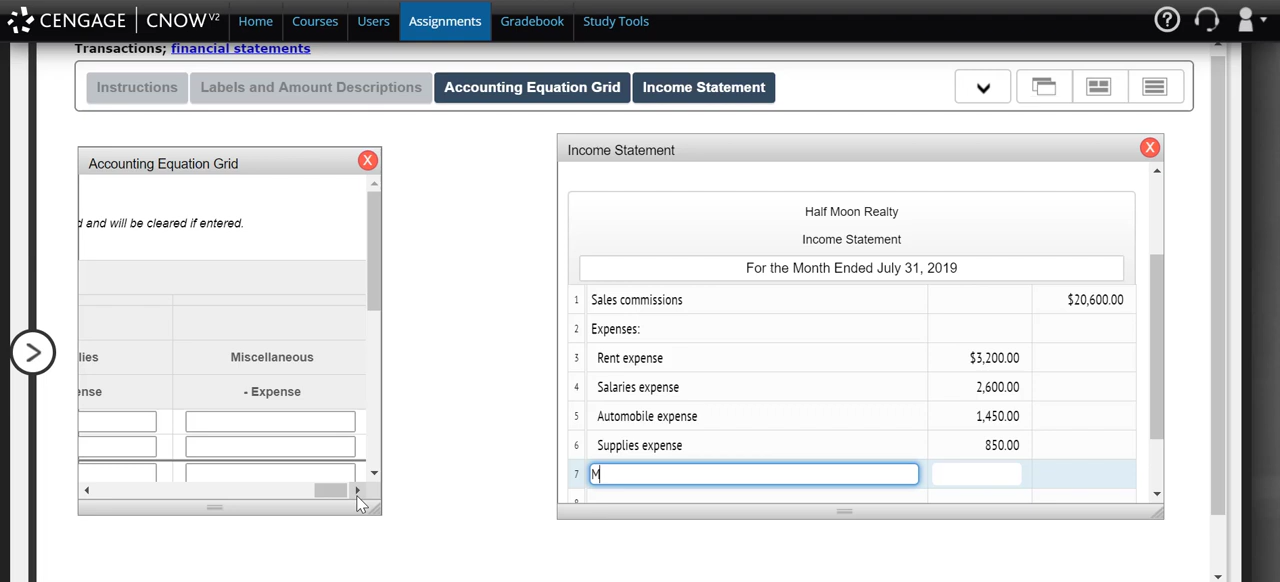 CENGAGE | CNOWV2 Home Courses Users Assignments Gradebook Study Tools
Transactions; financial statements
Instructions Labels and Amount Descriptions Accounting Equation Grid Income Statement
Accounting Equation Grid X
d and will be cleared if entered.
lies Miscellaneous
ense - Expense
Income Statement X
Half Moon Realty
Income Statement
For the Month Ended July 31, 2019
1 Sales commissions $20,600.00
2 Expenses:
3 Rent expense $3,200.00
4 Salaries expense 2,600.00
5 Automobile expense 1,450.00
6 Supplies expense 850.00
7 M
8